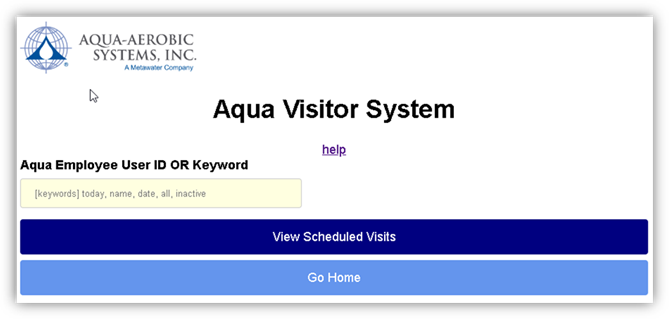 AQUA-AEROBIC
SYSTEMS, INC.
A Metawater Company
Aqua Visitor System
help
Aqua Employee User ID OR Keyword
[keywords] today, name, date, all, inactive
View Scheduled Visits
Go Home